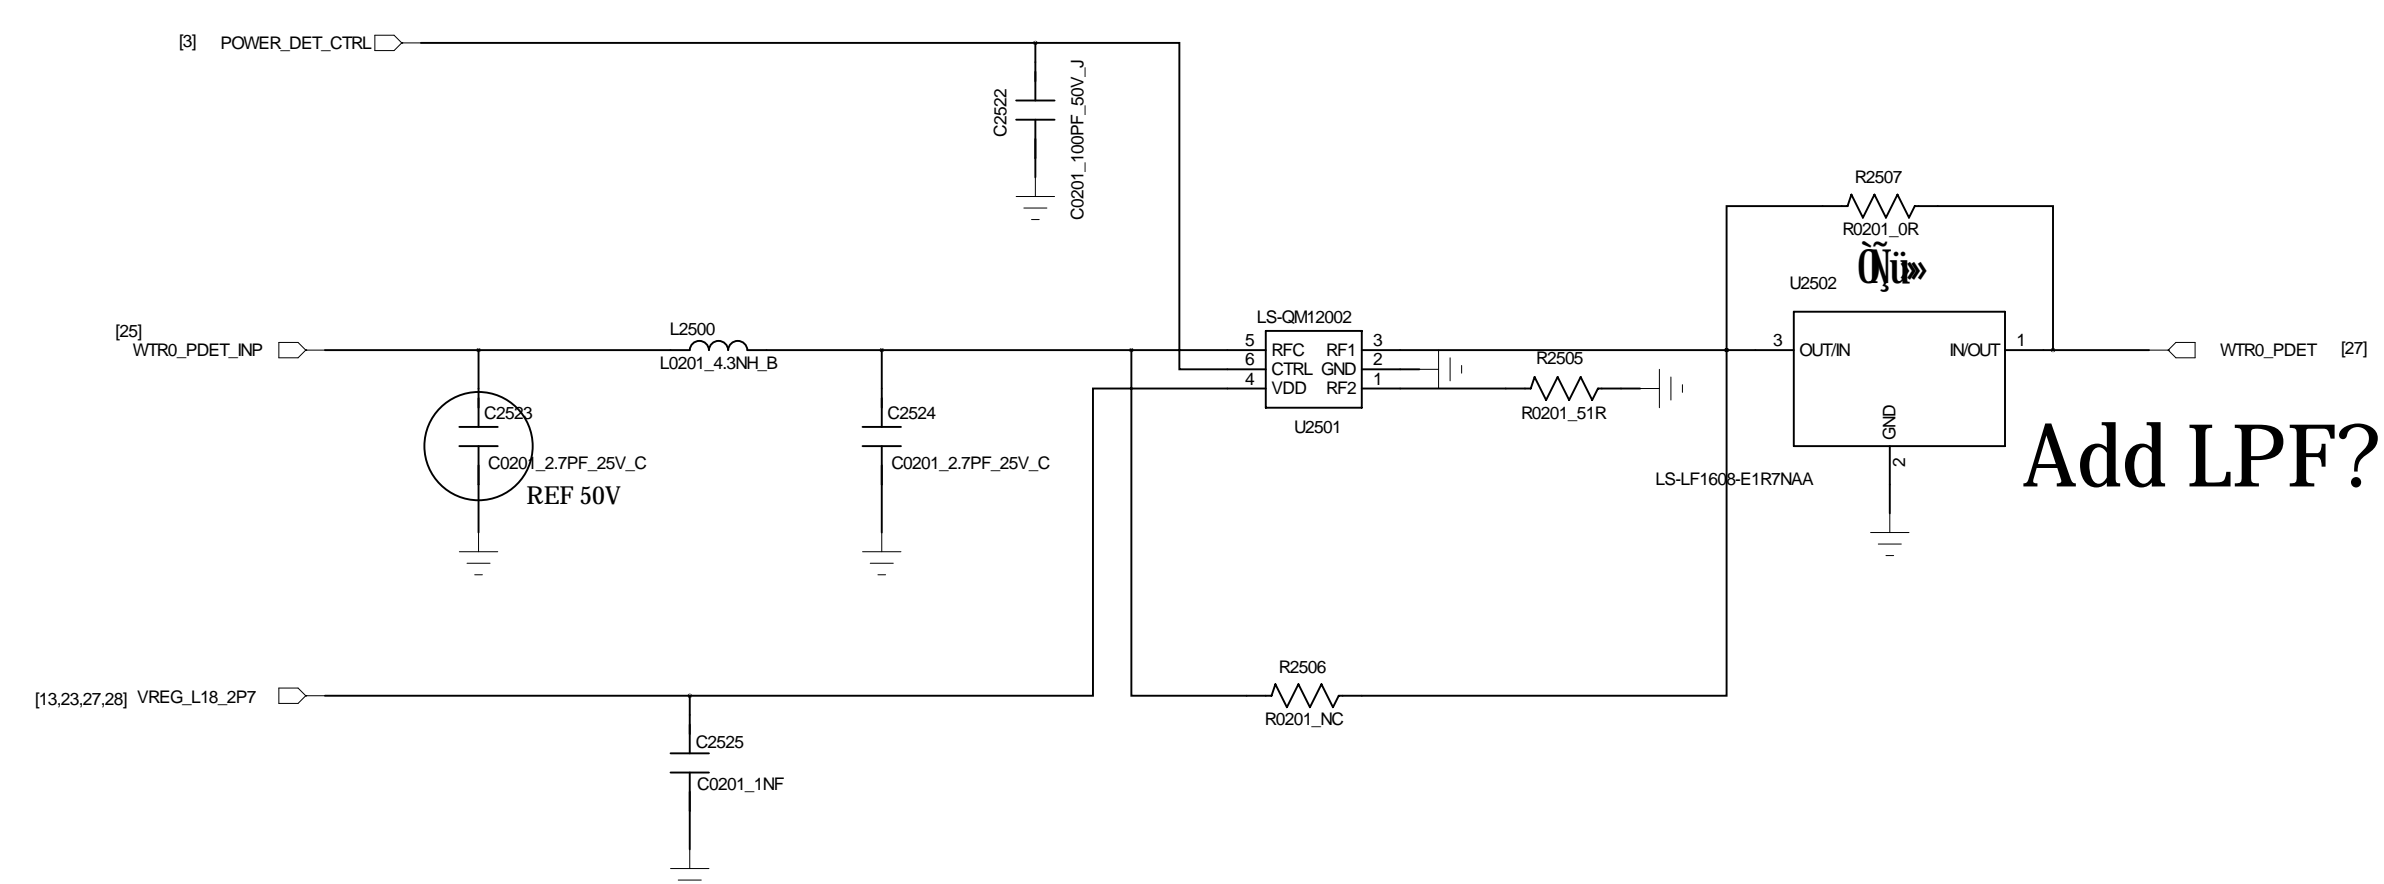 [3] POWER_DET_CTRL
C2522
C0201_100PF_50V_J
R2507
R0201_0R
ÒÑü»»
U2502
[25]
WTR0_PDET_INP
L2500
L0201_4.3NH_B
LS-QM12002
5 RFC RF1 3
6 CTRL GND 2
4 VDD RF2 1
U2501
R2505
R0201_51R
3 OUT/IN IN/OUT 1
GND
2
WTR0_PDET [27]
C2523
C0201_2.7PF_25V_C
REF 50V
C2524
C0201_2.7PF_25V_C
LS-LF1608-E1R7NAA
Add LPF?
[13,23,27,28] VREG_L18_2P7
R2506
R0201_NC
C2525
C0201_1NF